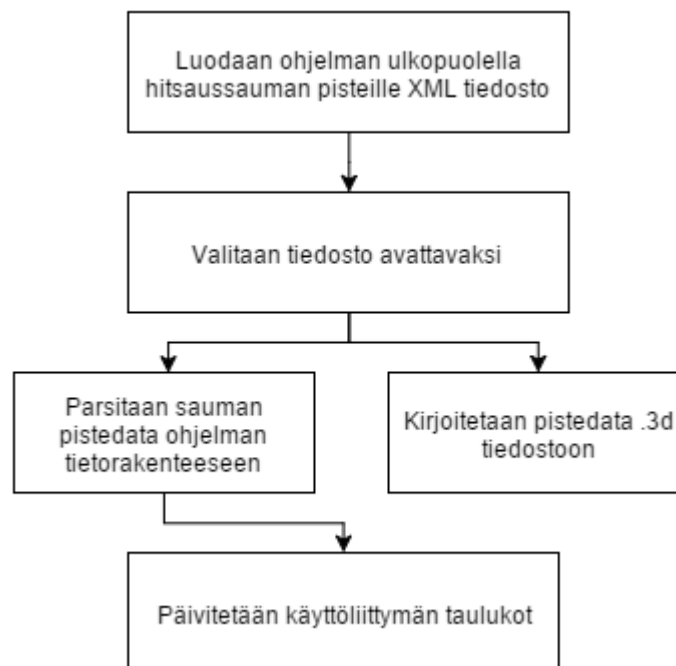 Luodaan ohjelman ulkopuolella
hitsaussauman pisteille XML tiedosto
Valitaan tiedosto avattavaksi
Parsitaan sauman
pistedata ohjelman
tietorakenteeseen
Kirjoitetaan pistedata .3d
tiedostoon
Päivitetään käyttöliittymän taulukot